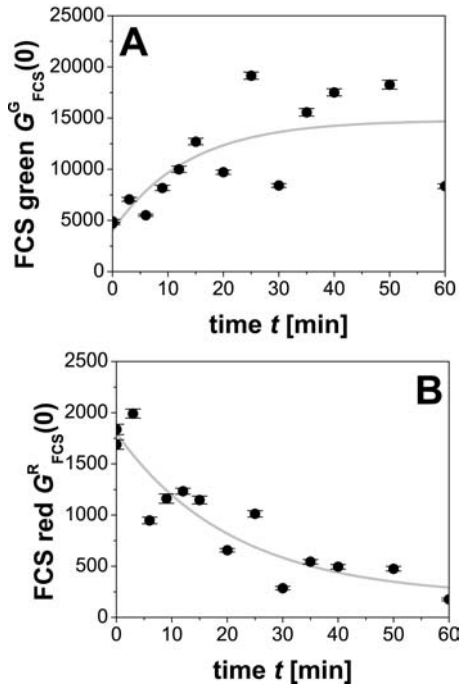 A
FCS green G^G_FCS(0)
25000
20000
15000
10000
5000
0
0 10 20 30 40 50 60
time t [min]
B
FCS red G^R_FCS(0)
2500
2000
1500
1000
500
0
0 10 20 30 40 50 60
time t [min]